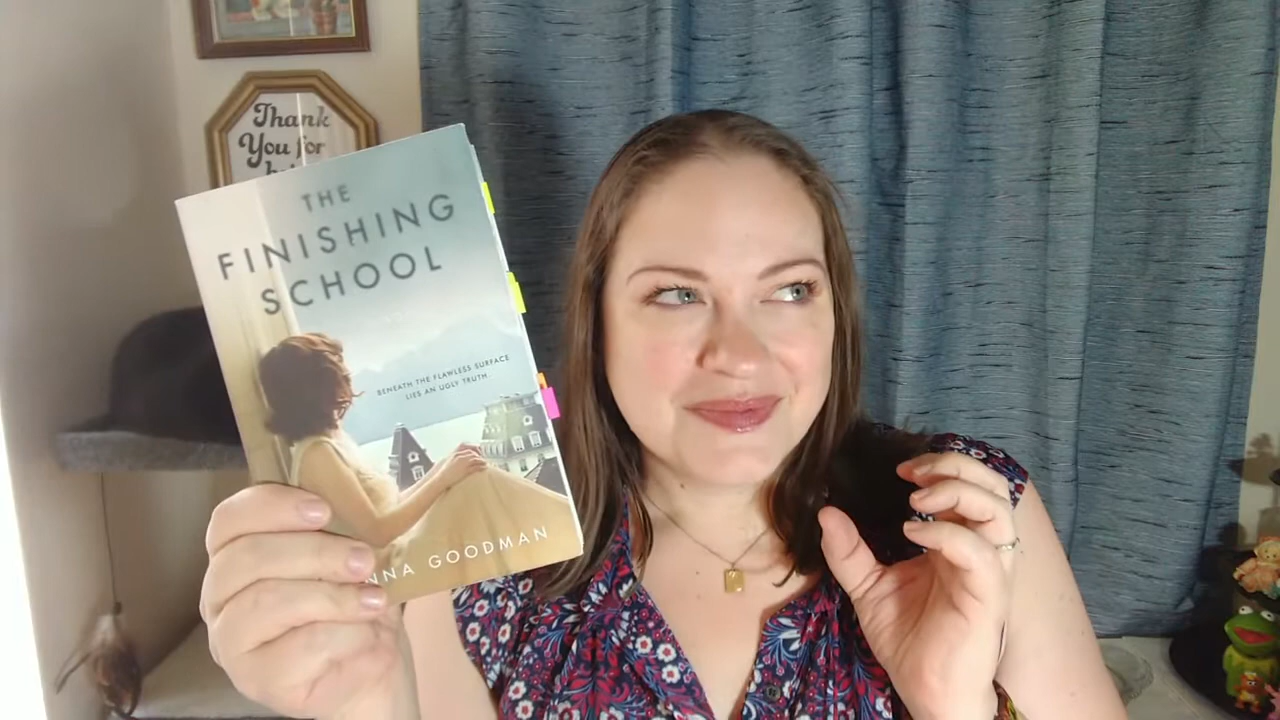 Thank
You for
THE
FINISHING
SCHOOL
BENEATH THE FLAWLESS SURFACE
LIES AN UGLY TRUTH
NNA GOODMAN